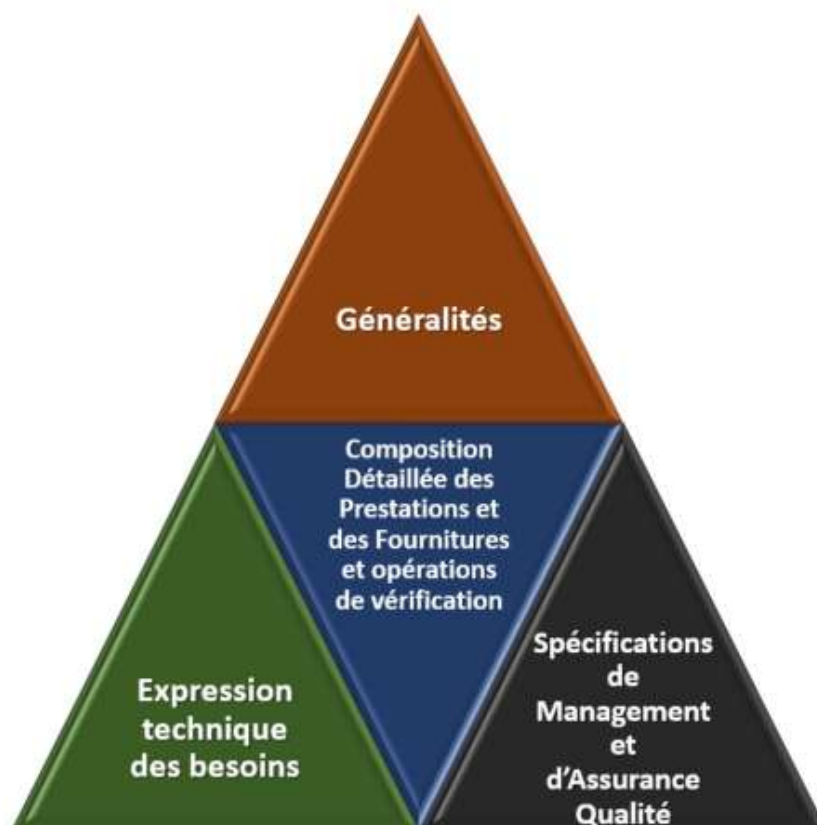 Généralités
Composition
Détaillée des
Prestations et
des Fournitures
et opérations
de vérification
Expression
technique
des besoins
Spécifications
de
Management
et
d’Assurance
Qualité